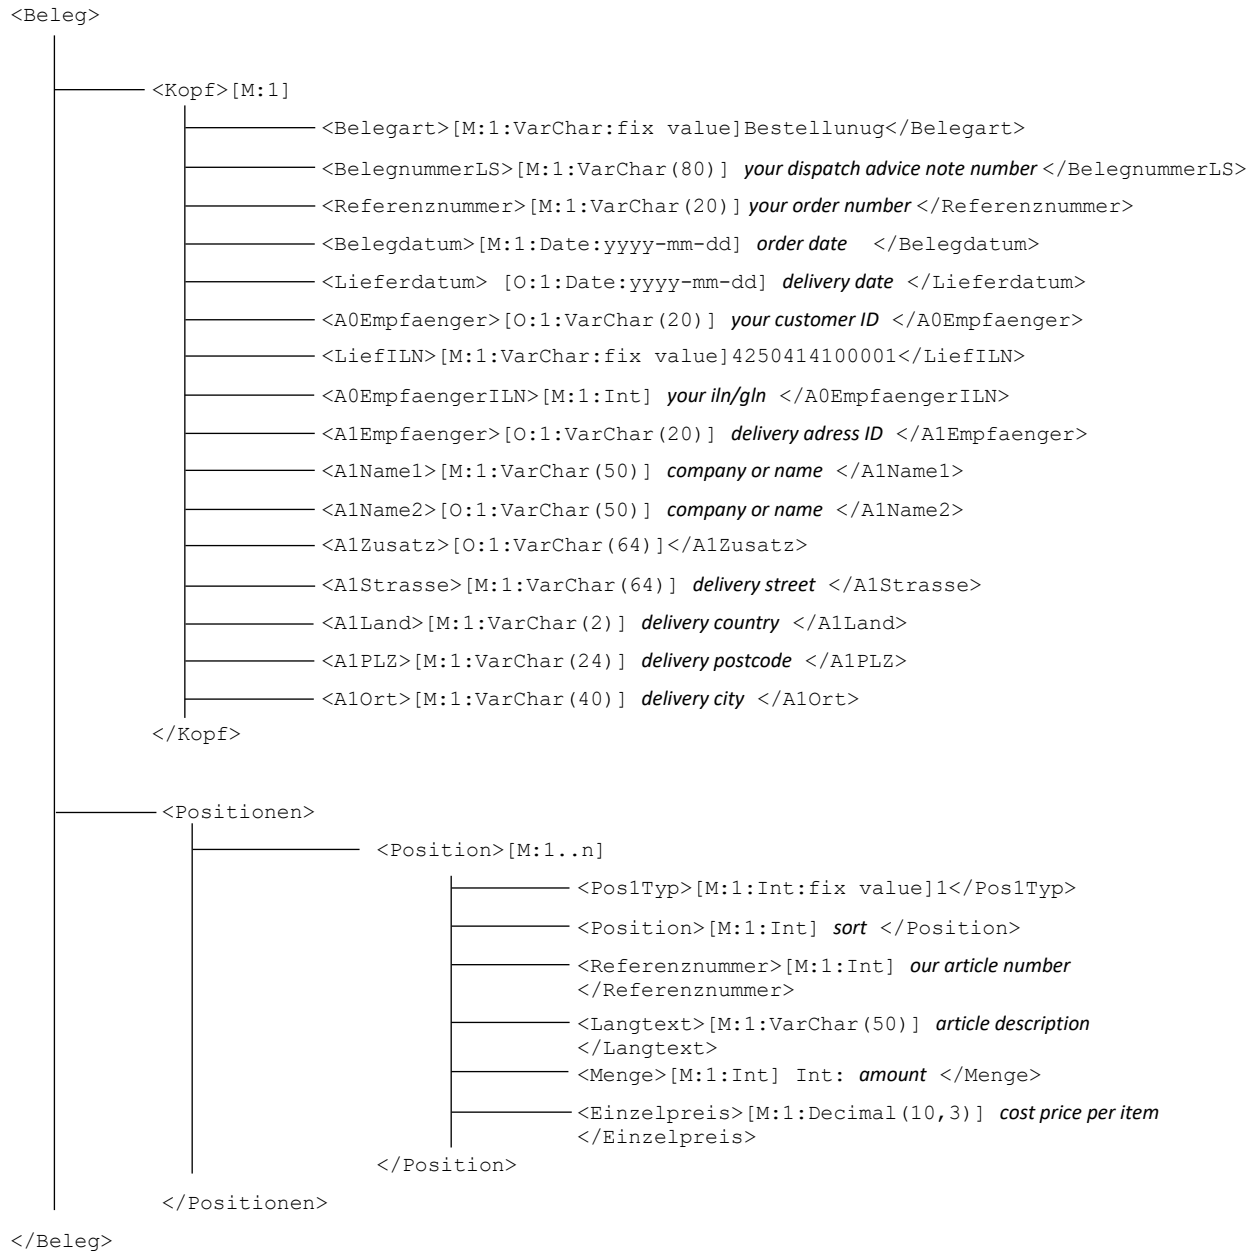 <Beleg>
<Kopf>[M:1]
<Belegart>[M:1:VarChar:fix value]Bestellunug</Belegart>
<BelegnummerLS>[M:1:VarChar(80)] your dispatch advice note number </BelegnummerLS>
<Referenznummer>[M:1:VarChar(20)] your order number </Referenznummer>
<Belegdatum>[M:1:Date:yyyy-mm-dd] order date </Belegdatum>
<Lieferdatum> [O:1:Date:yyyy-mm-dd] delivery date </Lieferdatum>
<A0Empfaenger>[O:1:VarChar(20)] your customer ID </A0Empfaenger>
<LiefILN>[M:1:VarChar:fix value]4250414100001</LiefILN>
<A0EmpfaengerILN>[M:1:Int] your iln/gln </A0EmpfaengerILN>
<A1Empfaenger>[O:1:VarChar(20)] delivery adress ID </A1Empfaenger>
<A1Name1>[M:1:VarChar(50)] company or name </A1Name1>
<A1Name2>[O:1:VarChar(50)] company or name </A1Name2>
<A1Zusatz>[O:1:VarChar(64)]</A1Zusatz>
<A1Strasse>[M:1:VarChar(64)] delivery street </A1Strasse>
<A1Land>[M:1:VarChar(2)] delivery country </A1Land>
<A1PLZ>[M:1:VarChar(24)] delivery postcode </A1PLZ>
<A1Ort>[M:1:VarChar(40)] delivery city </A1Ort>
</Kopf>
<Positionen>
<Position>[M:1..n]
<Pos1Typ>[M:1:Int:fix value]1</Pos1Typ>
<Position>[M:1:Int] sort </Position>
<Referenznummer>[M:1:Int] our article number
</Referenznummer>
<Langtext>[M:1:VarChar(50)] article description
</Langtext>
<Menge>[M:1:Int] Int: amount </Menge>
<Einzelpreis>[M:1:Decimal(10,3)] cost price per item
</Einzelpreis>
</Position>
</Positionen>
</Beleg>